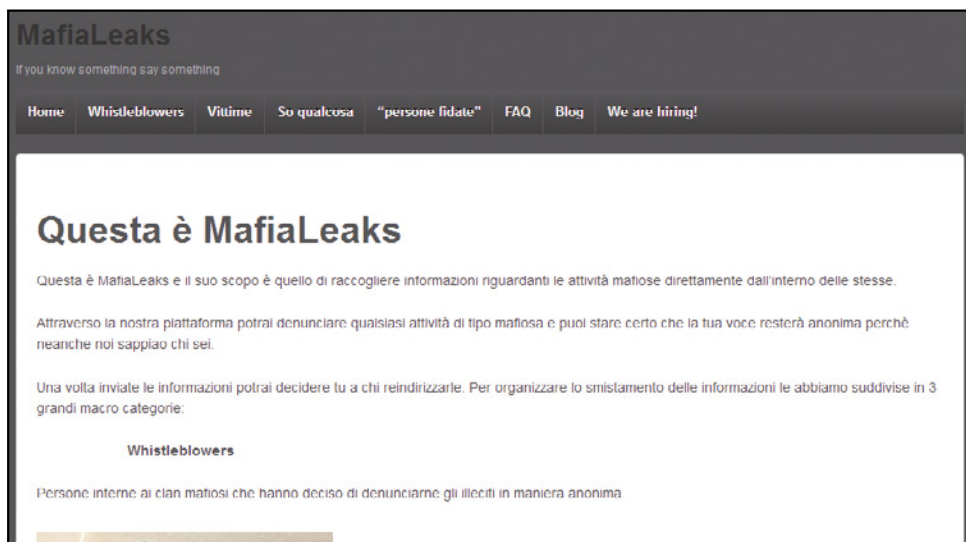 MafiaLeaks
If you know something say something
Home Whistleblowers Vittime So qualcosa "persone fidate" FAQ Blog We are hiring!
Questa è MafiaLeaks
Questa è MafiaLeaks e il suo scopo è quello di raccogliere informazioni riguardanti le attività mafiose direttamente dall'interno delle stesse.
Attraverso la nostra piattaforma potrai denunciare qualsiasi attività di tipo mafiosa e puoi stare certo che la tua voce resterà anonima perchè
neanche noi sappiao chi sei.
Una volta inviate le informazioni potrai decidere tu a chi reindirizzarle. Per organizzare lo smistamento delle informazioni le abbiamo suddivise in 3
grandi macro categorie:
Whistleblowers
Persone interne ai clan mafiosi che hanno deciso di denunciarne gli illeciti in maniera anonima